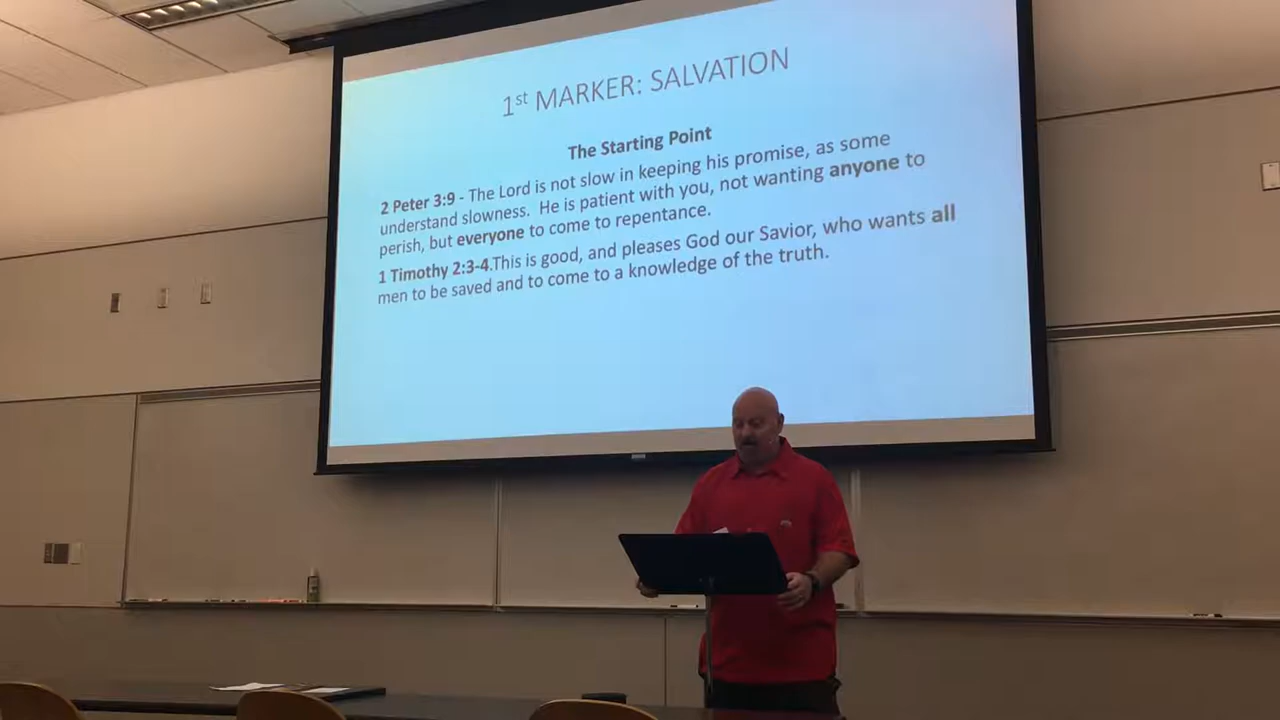 1st MARKER: SALVATION
The Starting Point
2 Peter 3:9 - The Lord is not slow in keeping his promise, as some
understand slowness.  He is patient with you, not wanting anyone to
perish, but everyone to come to repentance.
1 Timothy 2:3-4.This is good, and pleases God our Savior, who wants all
men to be saved and to come to a knowledge of the truth.